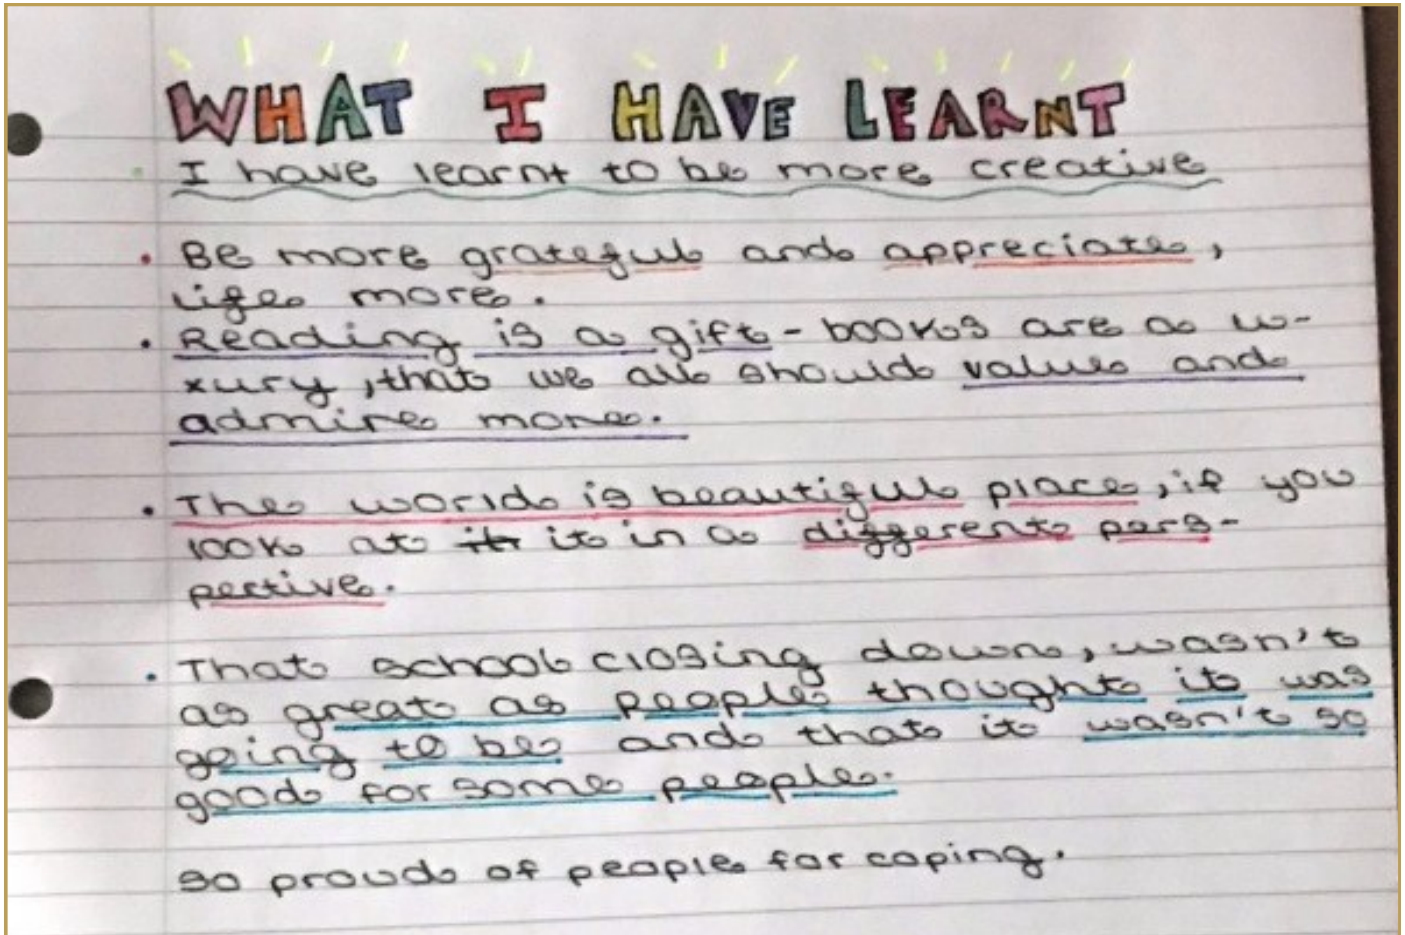 WHAT I HAVE LEARNT
I have learnt to be more creative
• Be more grateful and appreciate,
life more.
• Reading is a gift - books are a lu-
xury, that we all should value and
admire more.
• The world is beautiful place, if you
look at it it in a different pers-
pective.
• That school closing down, wasn't
as great as people thought it was
going to be and that it wasn't so
good for some people.
so proud of people for coping.